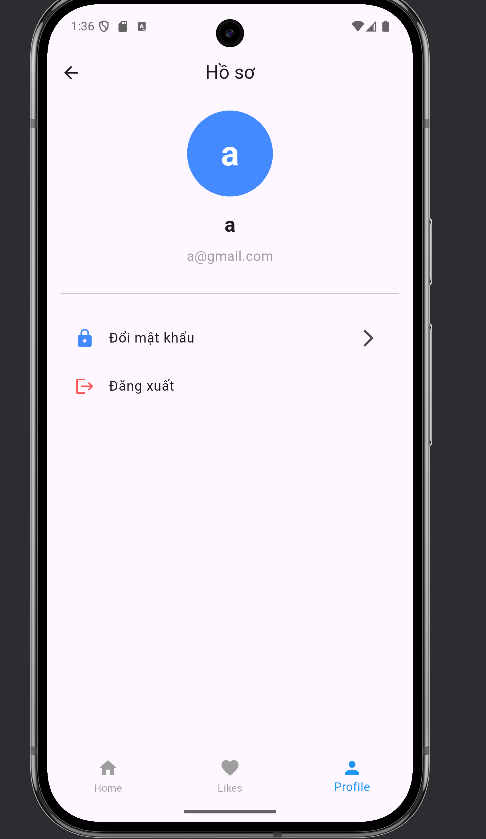 1:36
Hồ sơ
a
a
a@gmail.com
Đổi mật khẩu
Đăng xuất
Home
Likes
Profile